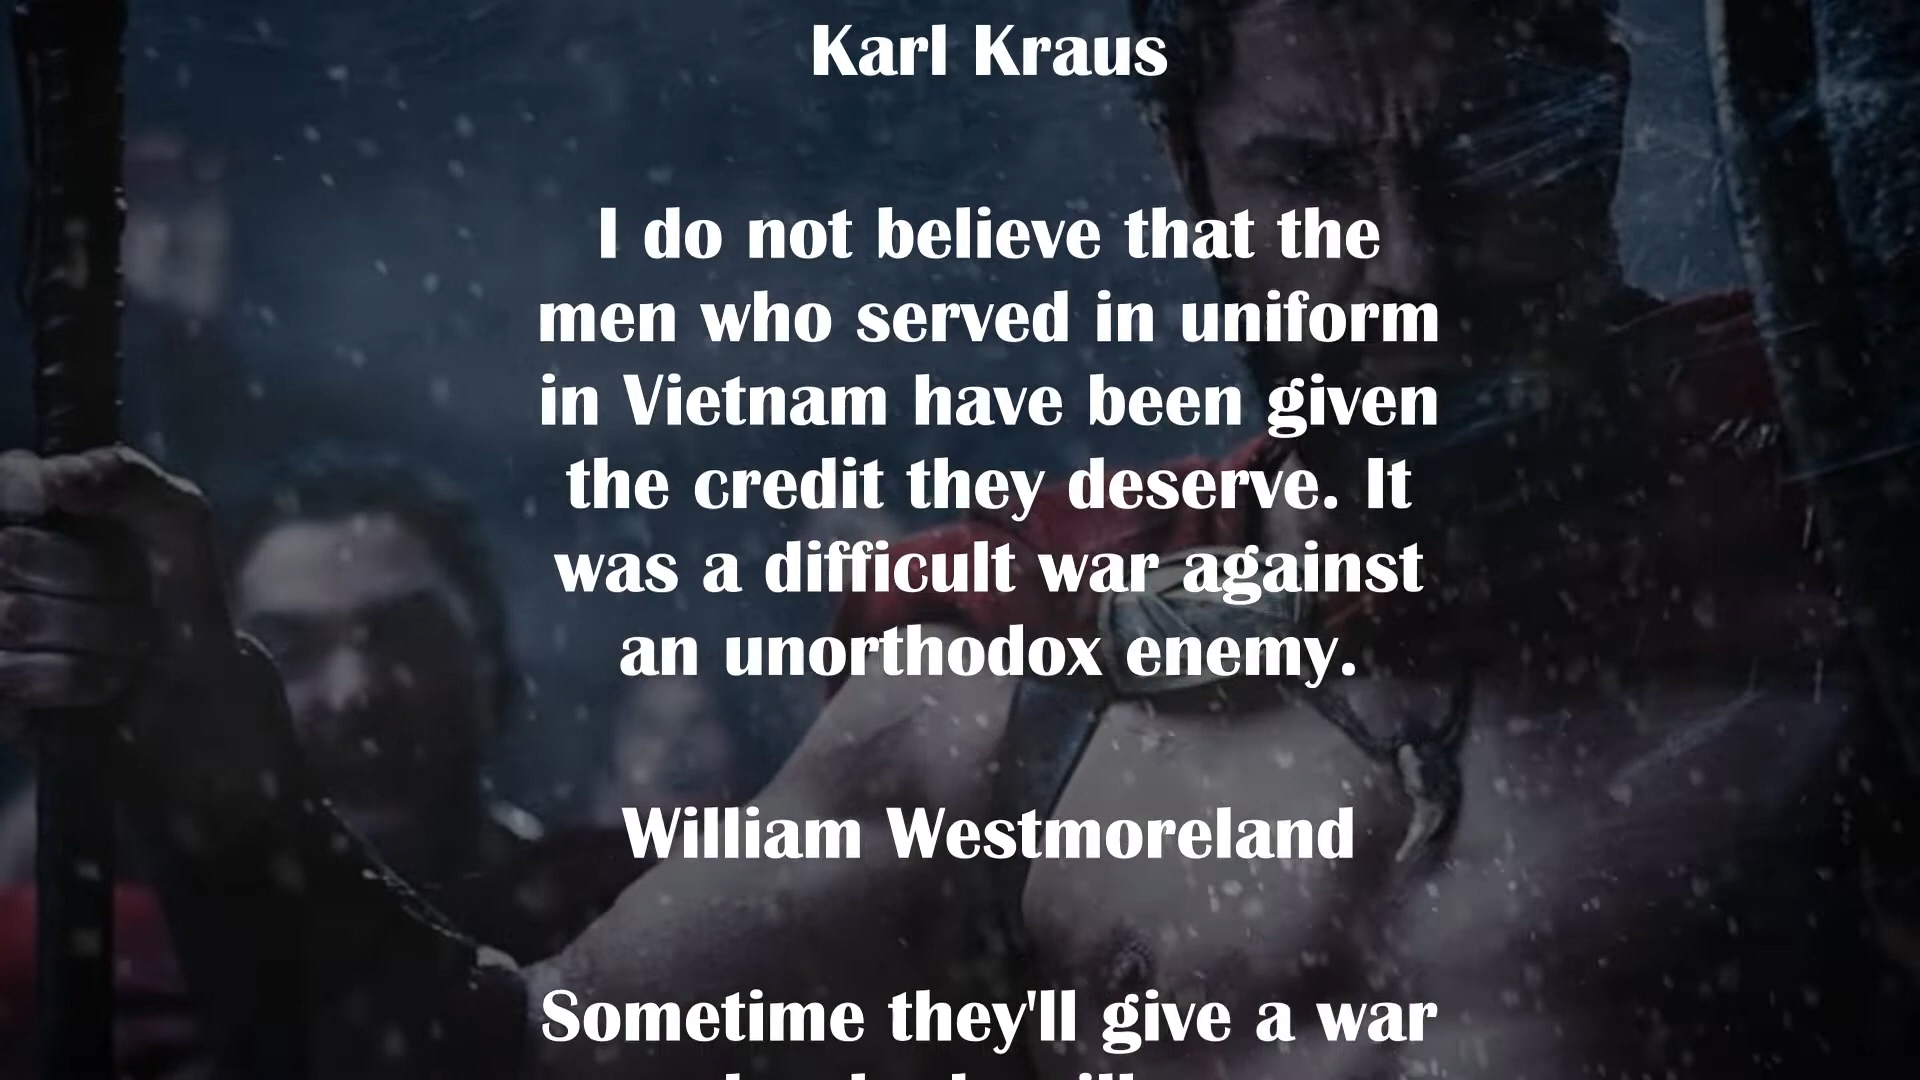 Karl Kraus
I do not believe that the
men who served in uniform
in Vietnam have been given
the credit they deserve. It
was a difficult war against
an unorthodox enemy.
William Westmoreland
Sometime they'll give a war